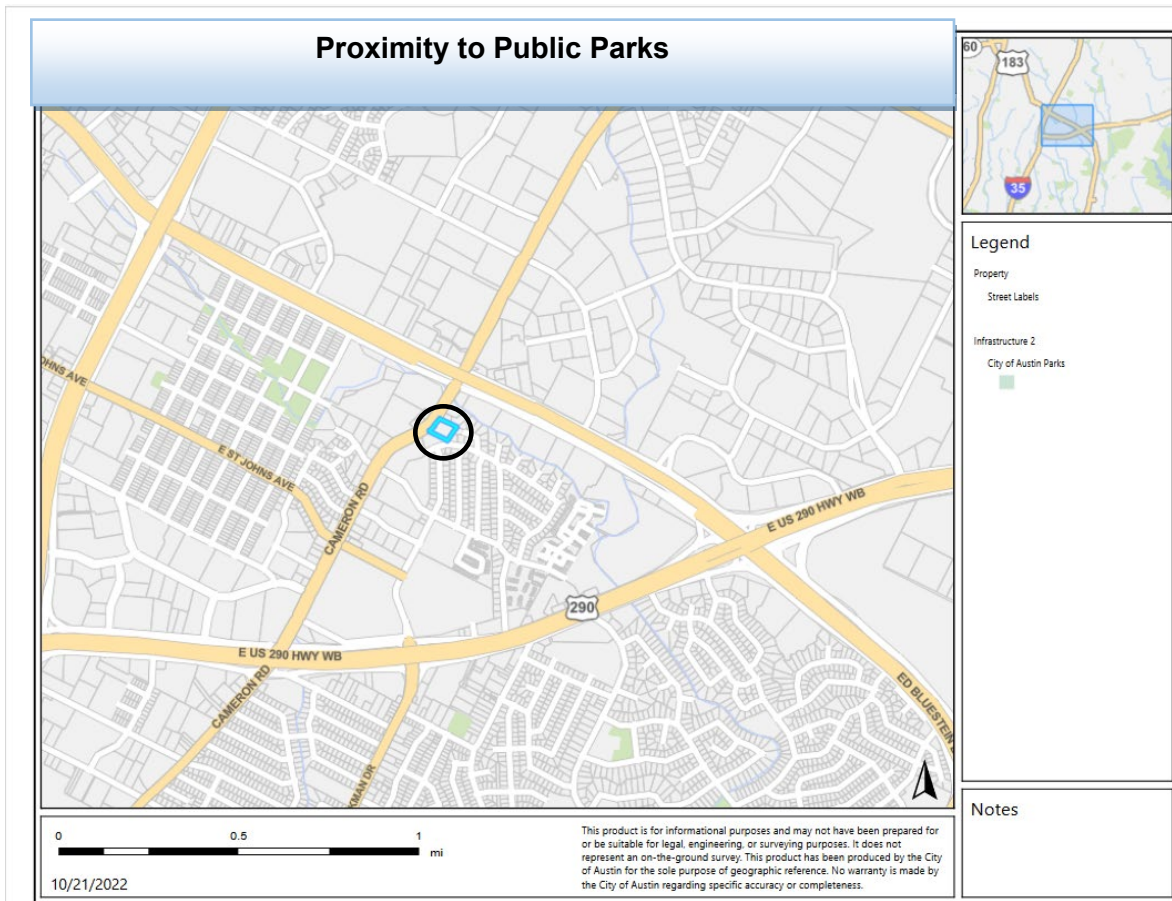 Proximity to Public Parks
60
183
35
JOHNS AVE
E ST JOHNS AVE
CAMERON RD
E US 290 HWY WB
290
E US 290 HWY WB
CAMERON RD
KMAN DR
ED BLUESTEIN
Legend
Property
Street Labels
Infrastructure 2
City of Austin Parks
Notes
0 0.5 1
mi
10/21/2022
This product is for informational purposes and may not have been prepared for
or be suitable for legal, engineering, or surveying purposes. It does not
represent an on-the-ground survey. This product has been produced by the City
of Austin for the sole purpose of geographic reference. No warranty is made by
the City of Austin regarding specific accuracy or completeness.